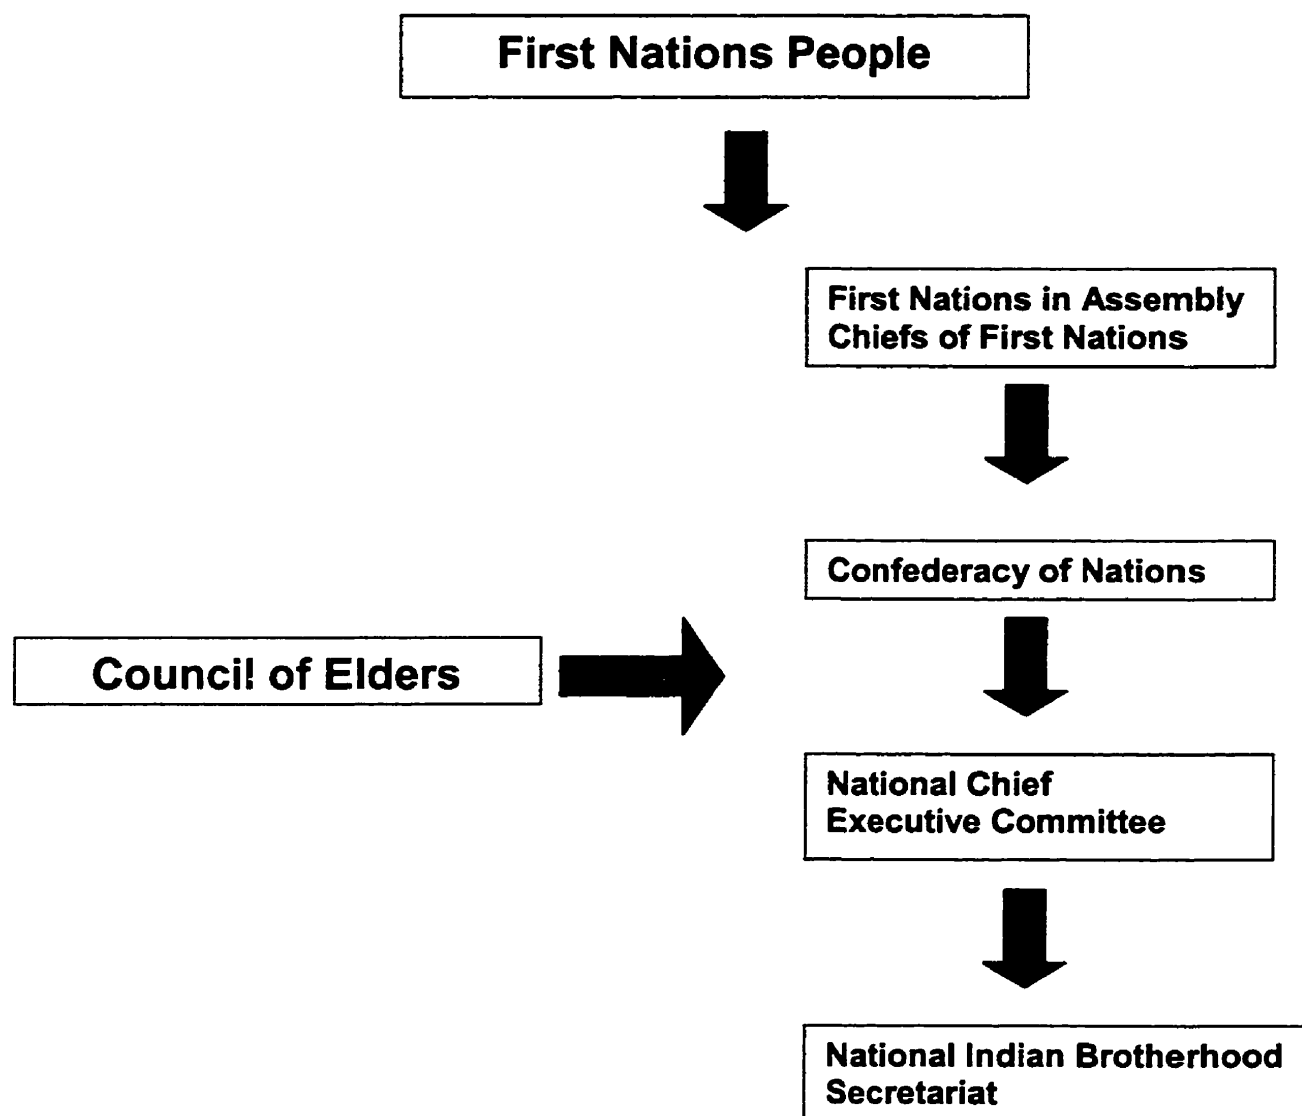 First Nations People
First Nations in Assembly
Chiefs of First Nations
Confederacy of Nations
Council of Elders
National Chief
Executive Committee
National Indian Brotherhood
Secretariat